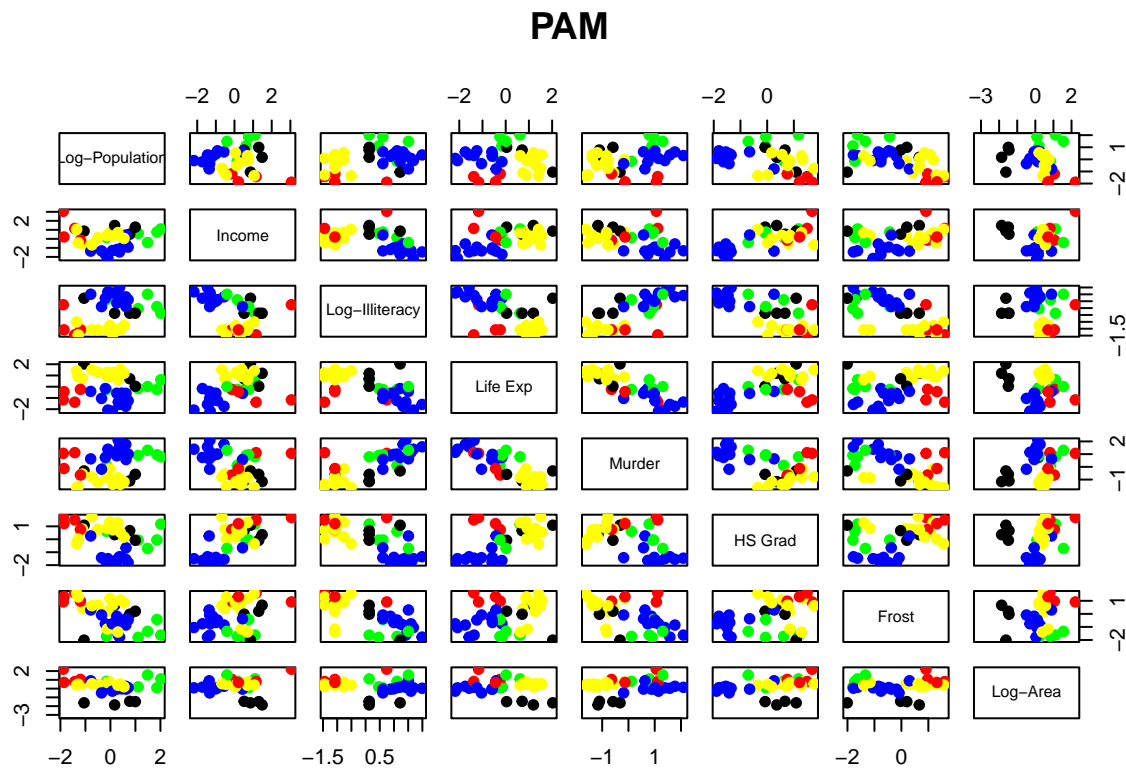 PAM
−2 0 2 −2 0 2 −2 0 −3 0 2
Log−Population 1 −2
2 −2 Income
Log−Illiteracy −1.5
2 −2 Life Exp
Murder 2 −1
1 −2 HS Grad
Frost 1 −2
2 −3 Log−Area
−2 0 2 −1.5 0.5 −1 1 −2 0